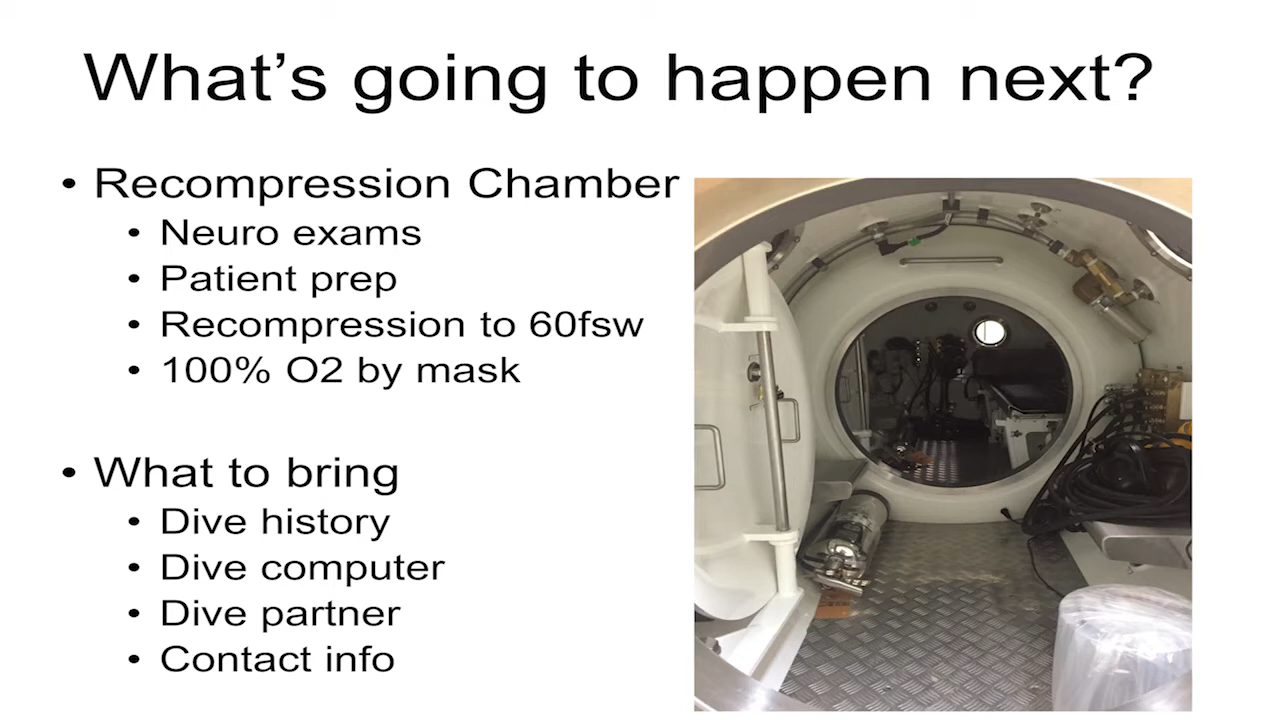 What's going to happen next?
• Recompression Chamber
• Neuro exams
• Patient prep
• Recompression to 60fsw
• 100% O2 by mask
• What to bring
• Dive history
• Dive computer
• Dive partner
• Contact info